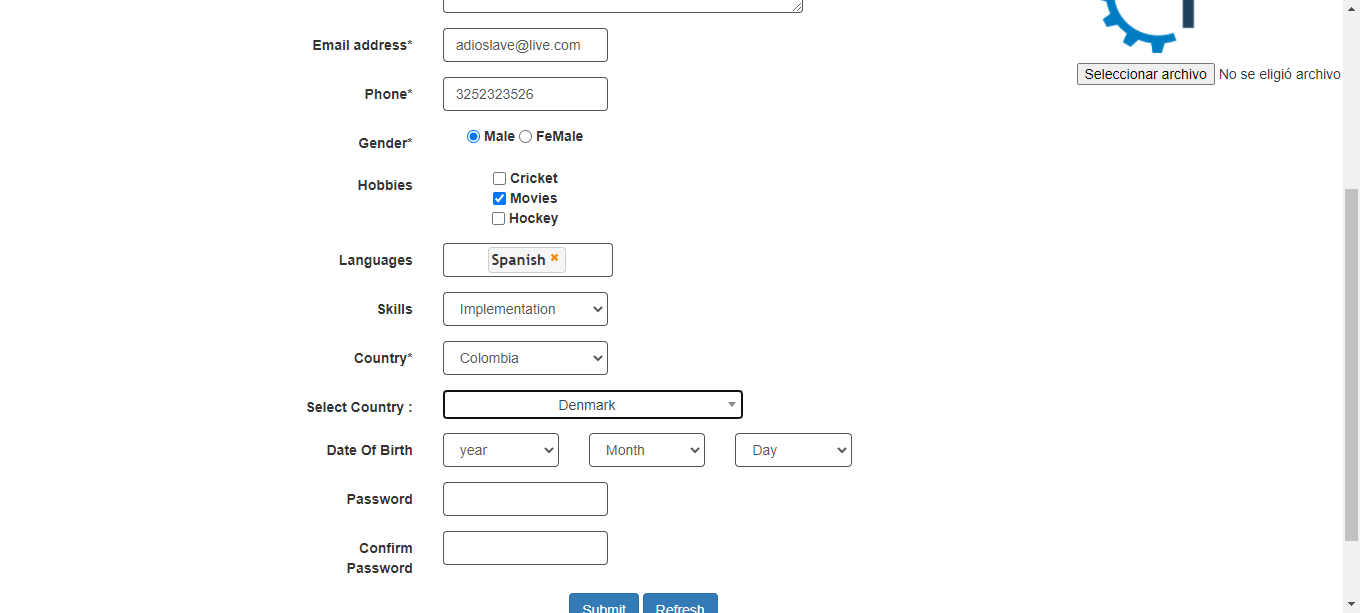 Email address* adioslave@live.com
Seleccionar archivo No se eligió archivo
Phone* 3252323526
Gender* Male FeMale
Hobbies Cricket
Movies
Hockey
Languages Spanish
Skills Implementation
Country* Colombia
Select Country : Denmark
Date Of Birth year Month Day
Password
Confirm
Password
Submit Refresh